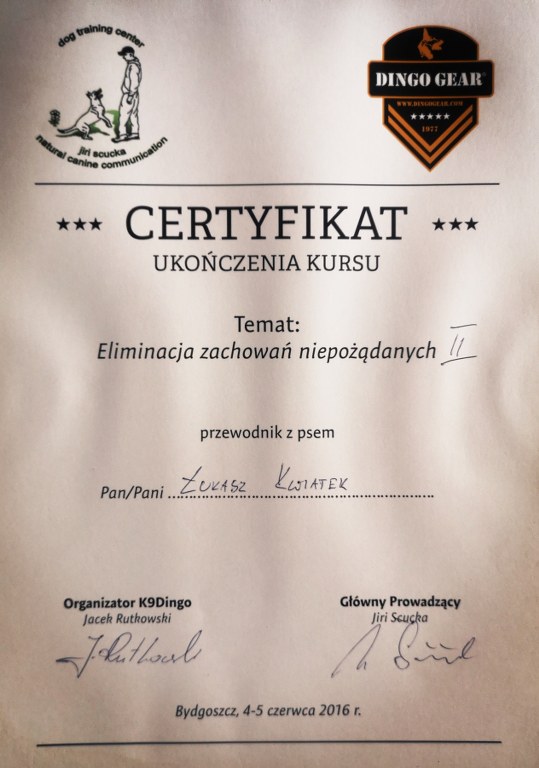 dog training center
jiri scucka
natural canine communication
DINGO GEAR®
WWW.DINGOGEAR.COM
★★★★★
1977
★★★ CERTYFIKAT ★★★
UKOŃCZENIA KURSU
Temat:
Eliminacja zachowań niepożądanych II
przewodnik z psem
Pan/Pani Łukasz Kwiatek
Organizator K9Dingo
Jacek Rutkowski
Główny Prowadzący
Jiri Scucka
J. Rutkowski
Bydgoszcz, 4-5 czerwca 2016 r.